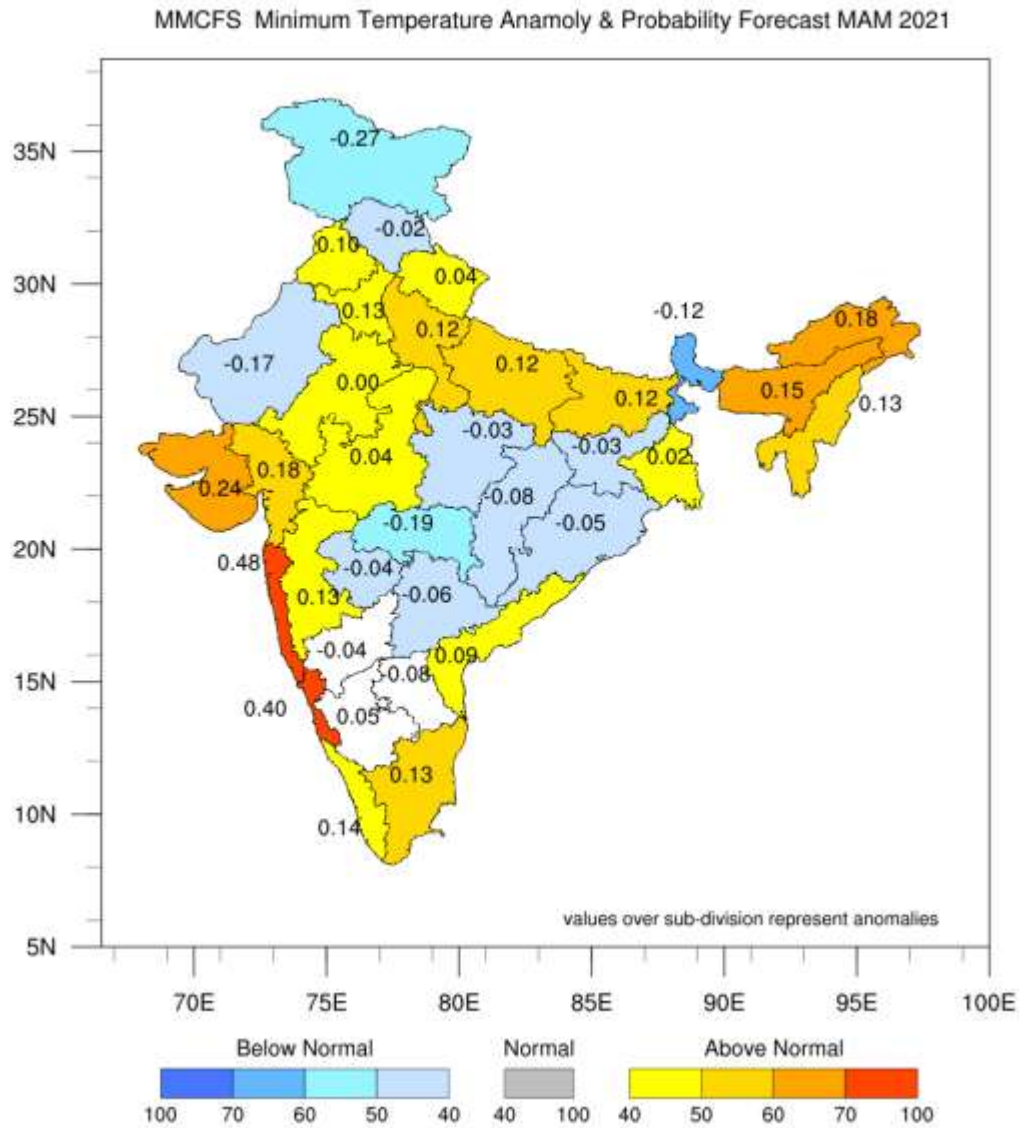 MMCFS Minimum Temperature Anamoly & Probability Forecast MAM 2021
35N
30N
25N
20N
15N
10N
5N
-0.27
-0.02
0.10
0.04
0.13
-0.12
0.18
0.12
-0.17
0.12
0.00
0.15
0.12
0.13
-0.03
-0.03
0.04
0.02
0.18
0.24
-0.08
-0.19
-0.05
0.48
-0.04
0.13
-0.06
-0.04
0.09
-0.08
0.40
0.05
0.13
0.14
values over sub-division represent anomalies
70E 75E 80E 85E 90E 95E 100E
Below Normal Normal Above Normal
100 70 60 50 40 40 100 40 50 60 70 100